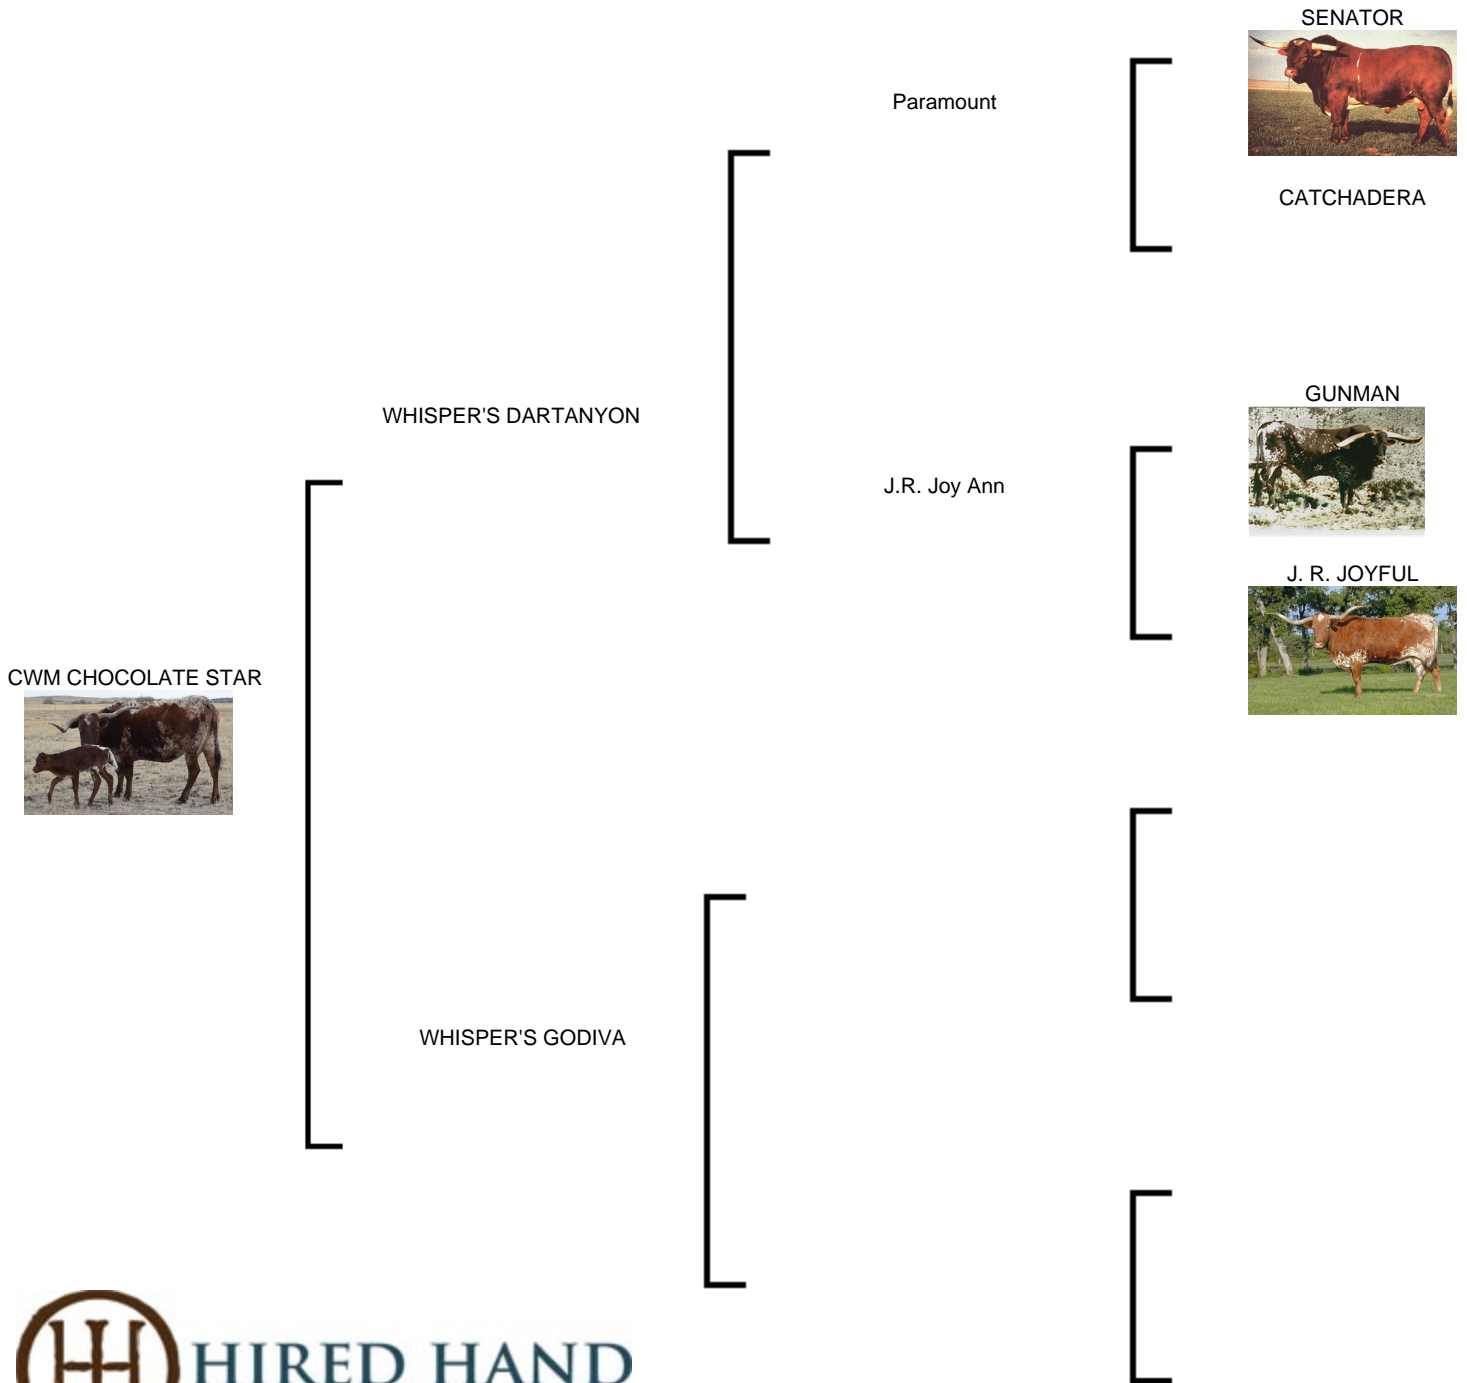 SENATOR
Paramount
CATCHADERA
GUNMAN
WHISPER'S DARTANYON
J.R. Joy Ann
J. R. JOYFUL
CWM CHOCOLATE STAR
WHISPER'S GODIVA
HIRED HAND